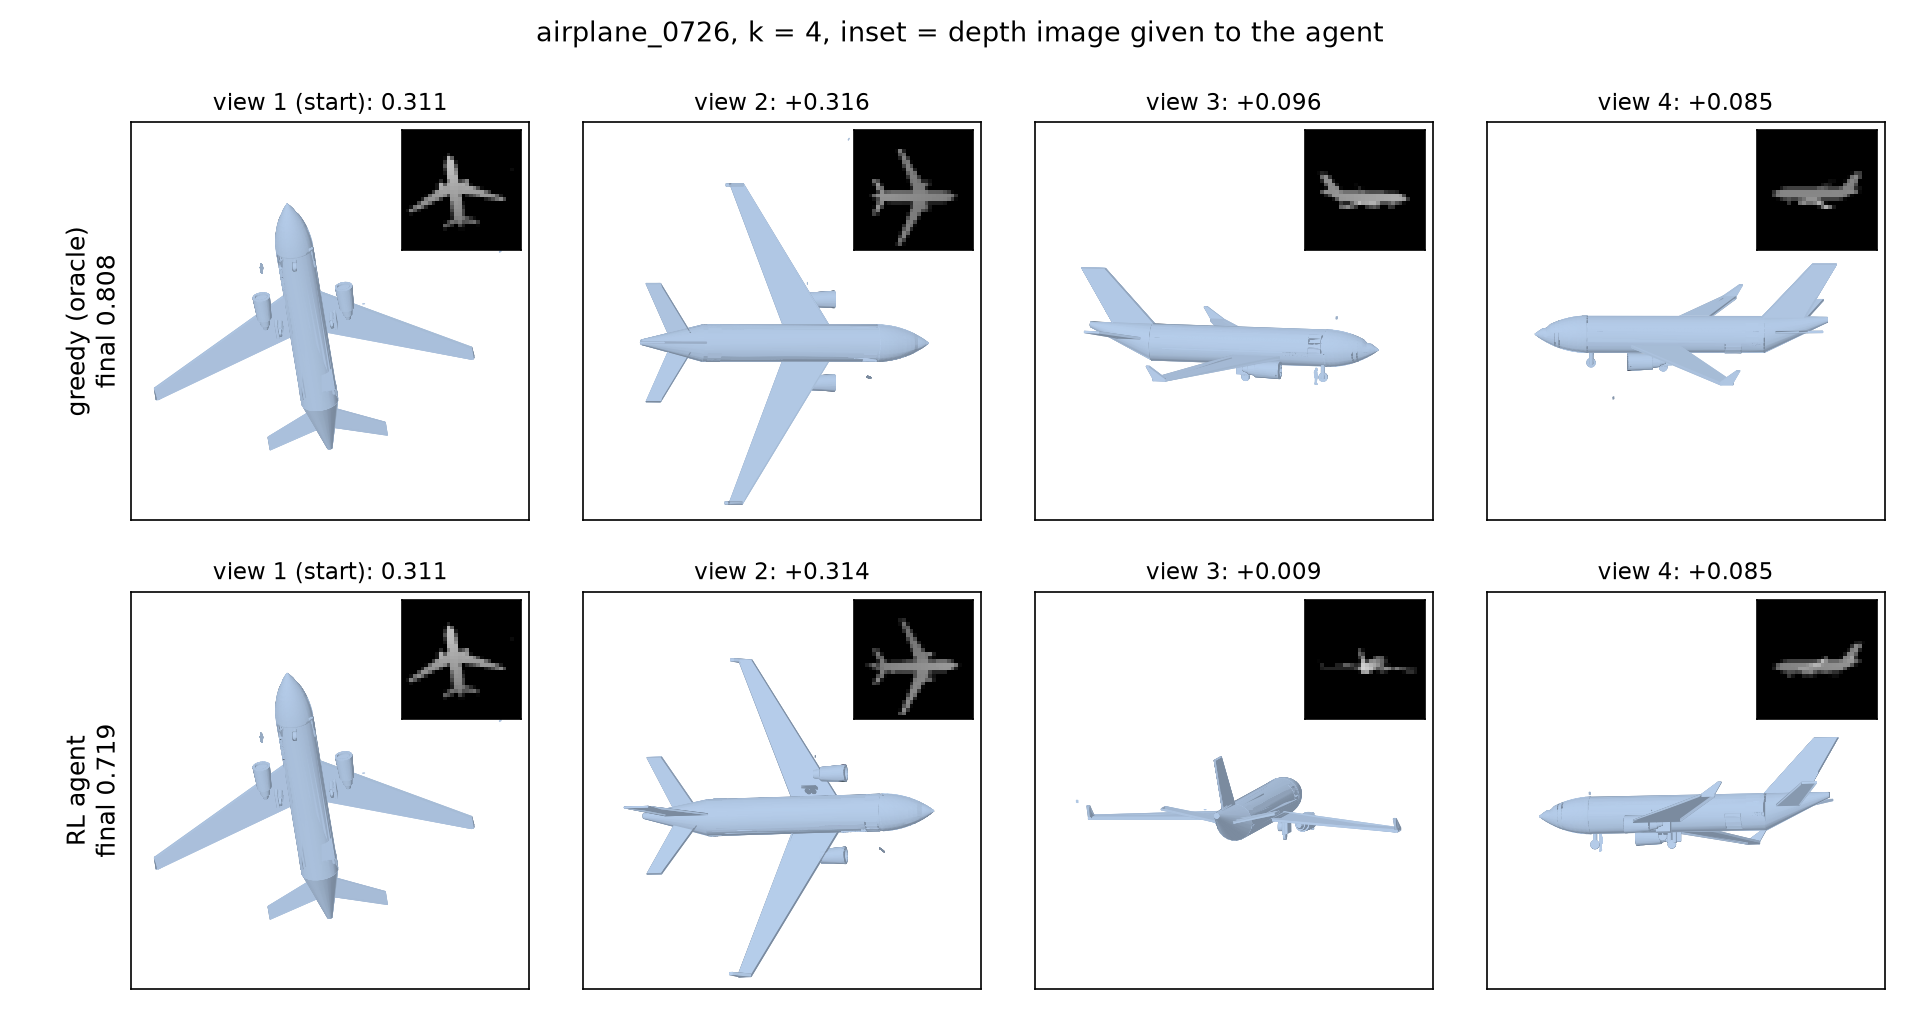 airplane_0726, k = 4, inset = depth image given to the agent
view 1 (start): 0.311
view 2: +0.316
view 3: +0.096
view 4: +0.085
greedy (oracle)
final 0.808
view 1 (start): 0.311
view 2: +0.314
view 3: +0.009
view 4: +0.085
RL agent
final 0.719